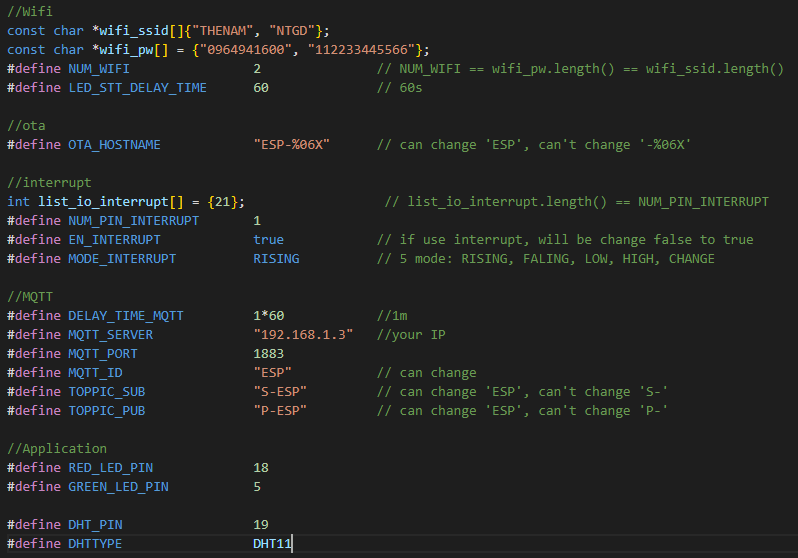 //Wifi
const char *wifi_ssid[]{"THENAM", "NTGD"};
const char *wifi_pw[] = {"0964941600", "112233445566"};
#define NUM_WIFI 2 // NUM_WIFI == wifi_pw.length() == wifi_ssid.length()
#define LED_STT_DELAY_TIME 60 // 60s
//ota
#define OTA_HOSTNAME "ESP-%06X" // can change 'ESP', can't change '-%06X'
//interrupt
int list_io_interrupt[] = {21}; // list_io_interrupt.length() == NUM_PIN_INTERRUPT
#define NUM_PIN_INTERRUPT 1
#define EN_INTERRUPT true // if use interrupt, will be change false to true
#define MODE_INTERRUPT RISING // 5 mode: RISING, FALING, LOW, HIGH, CHANGE
//MQTT
#define DELAY_TIME_MQTT 1*60 //1m
#define MQTT_SERVER "192.168.1.3" //your IP
#define MQTT_PORT 1883
#define MQTT_ID "ESP" // can change
#define TOPPIC_SUB "S-ESP" // can change 'ESP', can't change 'S-'
#define TOPPIC_PUB "P-ESP" // can change 'ESP', can't change 'P-'
//Application
#define RED_LED_PIN 18
#define GREEN_LED_PIN 5
#define DHT_PIN 19
#define DHTTYPE DHT11